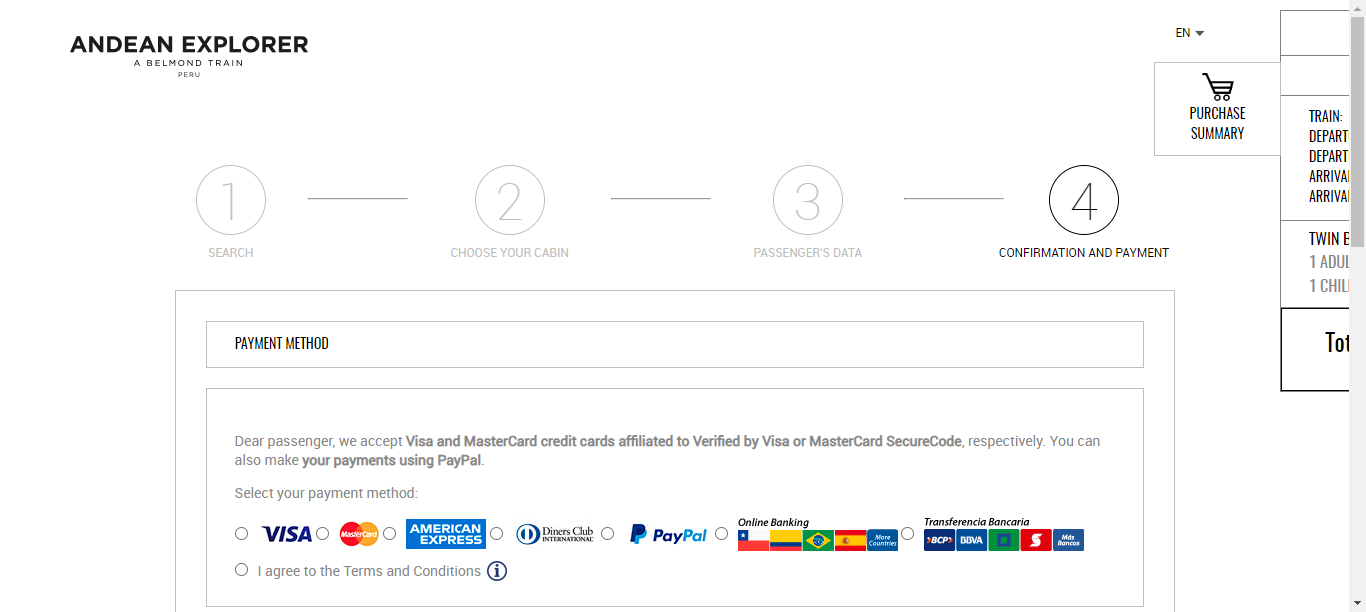 ANDEAN EXPLORER
A BELMOND TRAIN
PERU
EN
PURCHASE
SUMMARY
TRAIN:
1
2
3
4
SEARCH
CHOOSE YOUR CABIN
PASSENGER'S DATA
CONFIRMATION AND PAYMENT
TWIN B
1 ADUL
1 CHIL
Tot
PAYMENT METHOD
Dear passenger, we accept Visa and MasterCard credit cards affiliated to Verified by Visa or MasterCard SecureCode, respectively. You can
also make your payments using PayPal.
Select your payment method:
VISA MasterCard AMERICAN EXPRESS Diners Club INTERNATIONAL PayPal Online Banking More Countries Transferencia Bancaria BCP BBVA Más Bancos
I agree to the Terms and Conditions i